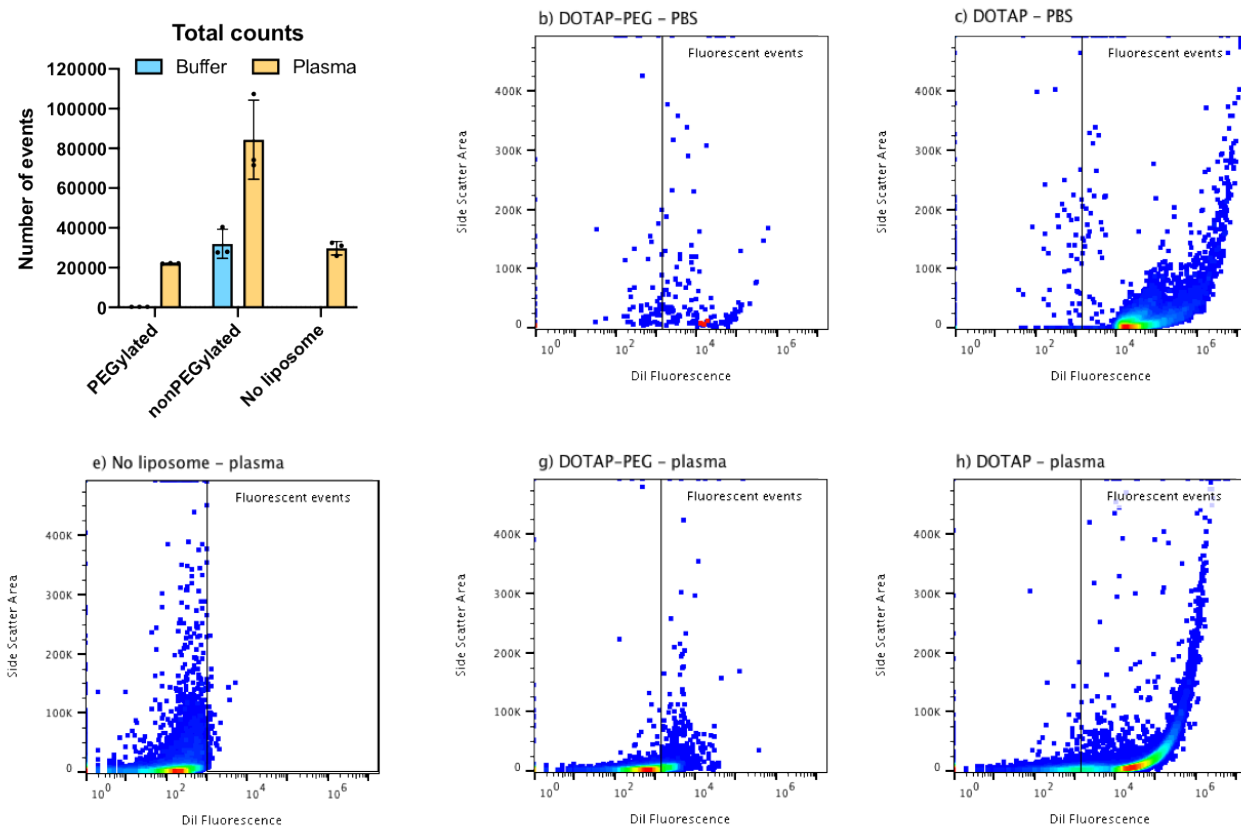 Total counts
Buffer Plasma
Number of events
120000
100000
80000
60000
40000
20000
0
PEGylated
nonPEGylated
No liposome
b) DOTAP-PEG - PBS
Fluorescent events
Side Scatter Area
400K
300K
200K
100K
0
10^0 10^2 10^4 10^6
DiI Fluorescence
c) DOTAP - PBS
Fluorescent events
Side Scatter Area
400K
300K
200K
100K
0
10^0 10^2 10^4 10^6
DiI Fluorescence
e) No liposome - plasma
Fluorescent events
Side Scatter Area
400K
300K
200K
100K
0
10^0 10^2 10^4 10^6
DiI Fluorescence
g) DOTAP-PEG - plasma
Fluorescent events
Side Scatter Area
400K
300K
200K
100K
0
10^0 10^2 10^4 10^6
DiI Fluorescence
h) DOTAP - plasma
Fluorescent events
Side Scatter Area
400K
300K
200K
100K
0
10^0 10^2 10^4 10^6
DiI Fluorescence